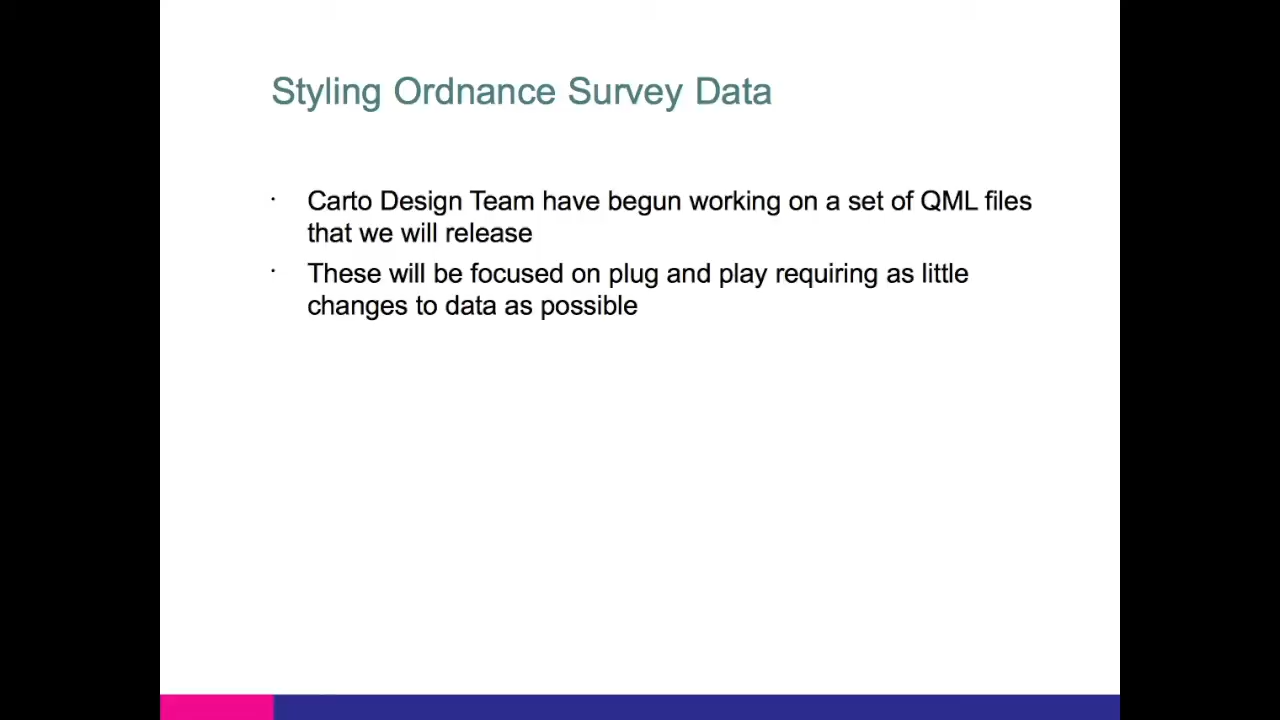 Styling Ordnance Survey Data
· Carto Design Team have begun working on a set of QML files
that we will release
· These will be focused on plug and play requiring as little
changes to data as possible